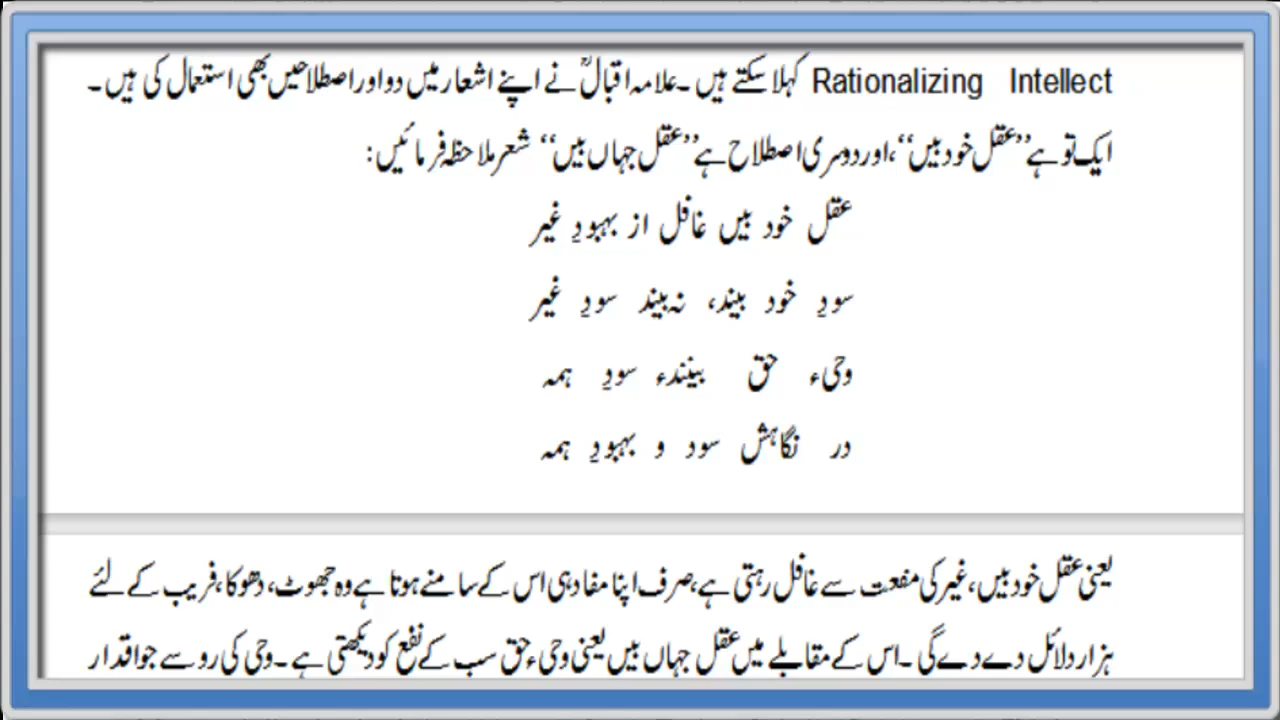 Rationalizing Intellect کہلا سکتے ہیں۔ علامہ اقبالؒ نے اپنے اشعار میں دو اور اصطلاحیں بھی استعمال کی ہیں۔
ایک تو ہے ’’عقل خود بیں‘‘، اور دوسری اصطلاح ہے ’’عقل جہاں بیں‘‘ شعر ملاحظہ فرمائیں:
عقل خود بیں غافل از بہبودِ غیر
سودِ خود بیند، نہ بیند سودِ غیر
وحیء حق بینندء سودِ ہمہ
در نگاہش سود و بہبودِ ہمہ
یعنی عقل خود بیں، غیر کی مفعت سے غافل رہتی ہے، صرف اپنا مفاد ہی اس کے سامنے ہوتا ہے وہ جھوٹ، دھوکا، فریب کے لئے
ہزار دلائل دے دے گی۔ اس کے مقابلے میں عقل جہاں بیں یعنی وحیء حق سب کے نفع کو دیکھتی ہے۔ وحی کی رو سے جو اقدار